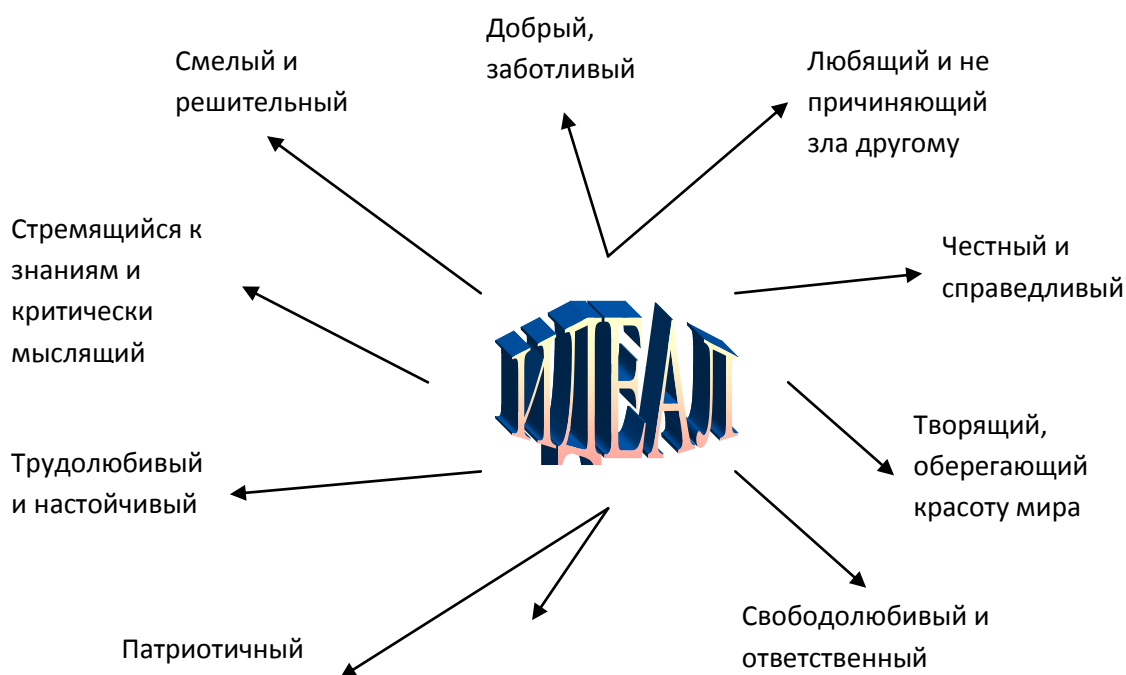 Добрый,
заботливый
Смелый и
решительный
Любящий и не
причиняющий
зла другому
Стремящийся к
знаниям и
критически
мыслящий
Честный и
справедливый
ИДЕАЛ
Творящий,
оберегающий
красоту мира
Трудолюбивый
и настойчивый
Свободолюбивый и
ответственный
Патриотичный